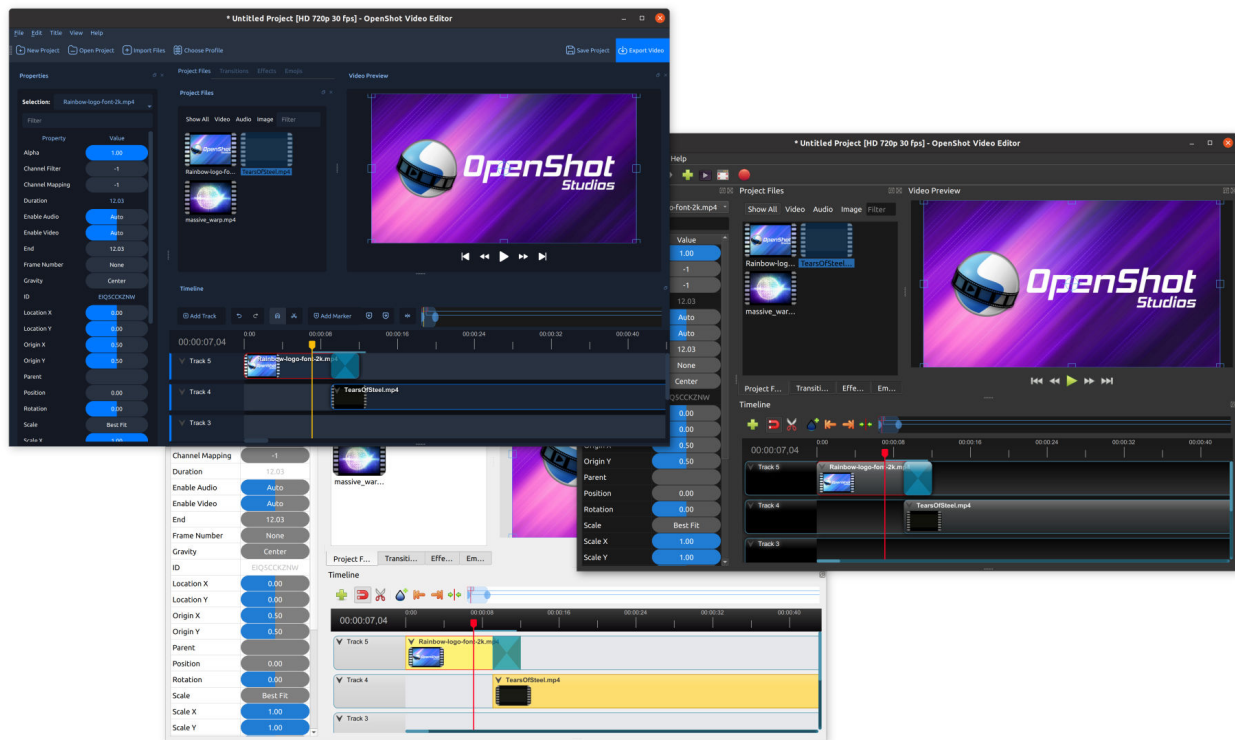 * Untitled Project [HD 720p 30 fps] - OpenShot Video Editor
File Edit Title View Help
New Project Open Project Import Files Choose Profile Save Project Export Video
Properties
Project Files Transitions Effects Emojis
Video Preview
Project Files
Selection: Rainbow-logo-font-2k.mp4
Filter
Show All Video Audio Image Filter
Property Value
Alpha 1.00
Channel Filter -1
Channel Mapping -1
Duration 12.03
Enable Audio Auto
Enable Video Auto
End 12.03
Frame Number None
Gravity Center
ID EIQSCCKZNW
Location X 0.00
Location Y 0.00
Origin X 0.50
Origin Y 0.50
Parent
Position 0.00
Rotation 0.00
Scale Best Fit
Scale X 1.00
OpenShot
Rainbow-logo-fo... TearsOfSteel.mp4
massive_warp.mp4
OpenShot
Studios
Timeline
Add Track Add Marker
00:00:07,04
0:00 00:00:08 00:00:16 00:00:24 00:00:32 00:00:40
Track 5 Rainbow-logo-font-2k.mp4
Track 4 TearsOfSteel.mp4
Track 3
* Untitled Project [HD 720p 30 fps] - OpenShot Video Editor
Help
Project Files
Video Preview
o-font-2k.mp4
Show All Video Audio Image Filter
Value
1.00
-1
-1
12.03
Auto
Auto
12.03
None
Center
QSCCKZNW
0.00
0.00
0.50
Origin Y 0.50
Parent
Position 0.00
Rotation 0.00
Scale Best Fit
Scale X 1.00
Scale Y 1.00
OpenShot
Rainbow-log... TearsOfSteel...
massive_war...
OpenShot
Studios
Project F... Transiti... Effe... Em...
Timeline
00:00:07,04
0:00 00:00:08 00:00:16 00:00:24 00:00:32 00:00:40
Track 5 Rainbow-logo-font-2k.m
Track 4 TearsOfSteel.mp4
Track 3
Channel Mapping -1
Duration 12.03
Enable Audio Auto
Enable Video Auto
End 12.03
Frame Number None
Gravity Center
ID EIQSCCKZNW
Location X 0.00
Location Y 0.00
Origin X 0.50
Origin Y 0.50
Parent
Position 0.00
Rotation 0.00
Scale Best Fit
Scale X 1.00
Scale Y 1.00
massive_war...
Project F... Transiti... Effe... Em...
Timeline
00:00:07,04
0:00 00:00:08 00:00:16 00:00:24 00:00:32 00:00:40
Track 5 Rainbow-logo-font-2k.mp4
Track 4 TearsOfSteel.mp4
Track 3